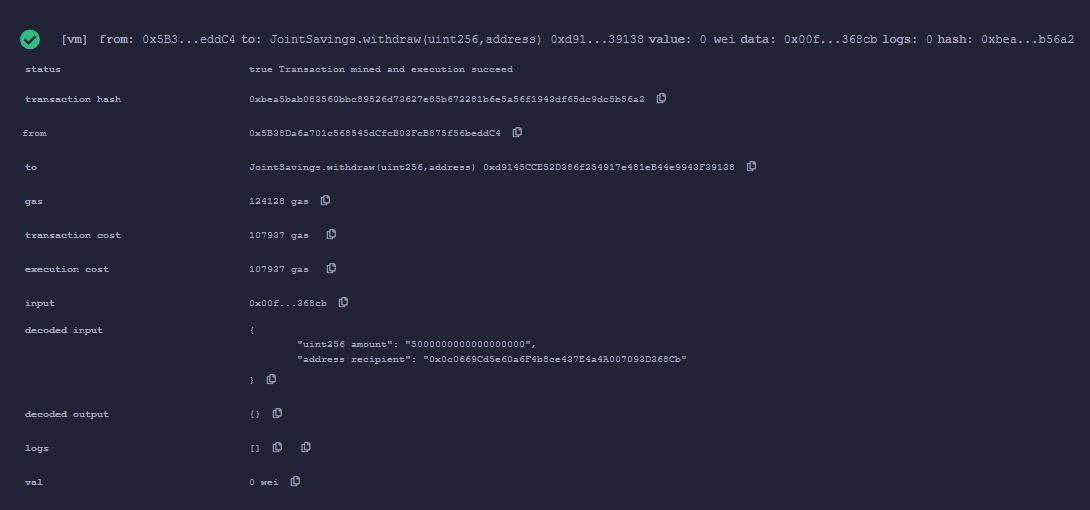 [vm] from: 0x5B3...eddC4 to: JointSavings.withdraw(uint256,address) 0xd91...39138 value: 0 wei data: 0x00f...368cb logs: 0 hash: 0xbea...b56a2
status true Transaction mined and execution succeed
transaction hash 0xbea5bab083560bbc89526d73627e85b672281b6e5a56f1943df65dc9dc5b56a2
from 0x5B38Da6a701c568545dCfcB03FcB875f56beddC4
to JointSavings.withdraw(uint256,address) 0xd9145CCE52D386f254917e481eB44e9943F39138
gas 124128 gas
transaction cost 107937 gas
execution cost 107937 gas
input 0x00f...368cb
decoded input {
"uint256 amount": "5000000000000000000",
"address recipient": "0x0c0669Cd5e60a6F4b8ce437E4a4A007093D368Cb"
}
decoded output {}
logs []
val 0 wei